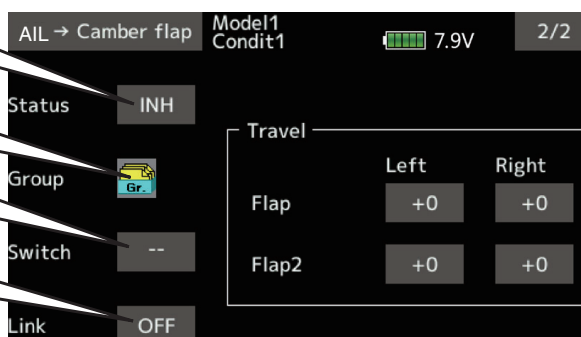 AIL → Camber flap
Model1
Condit1
7.9V
2/2
Status INH
Travel
Left Right
Group Gr.
Flap +0 +0
Switch --
Flap2 +0 +0
Link OFF